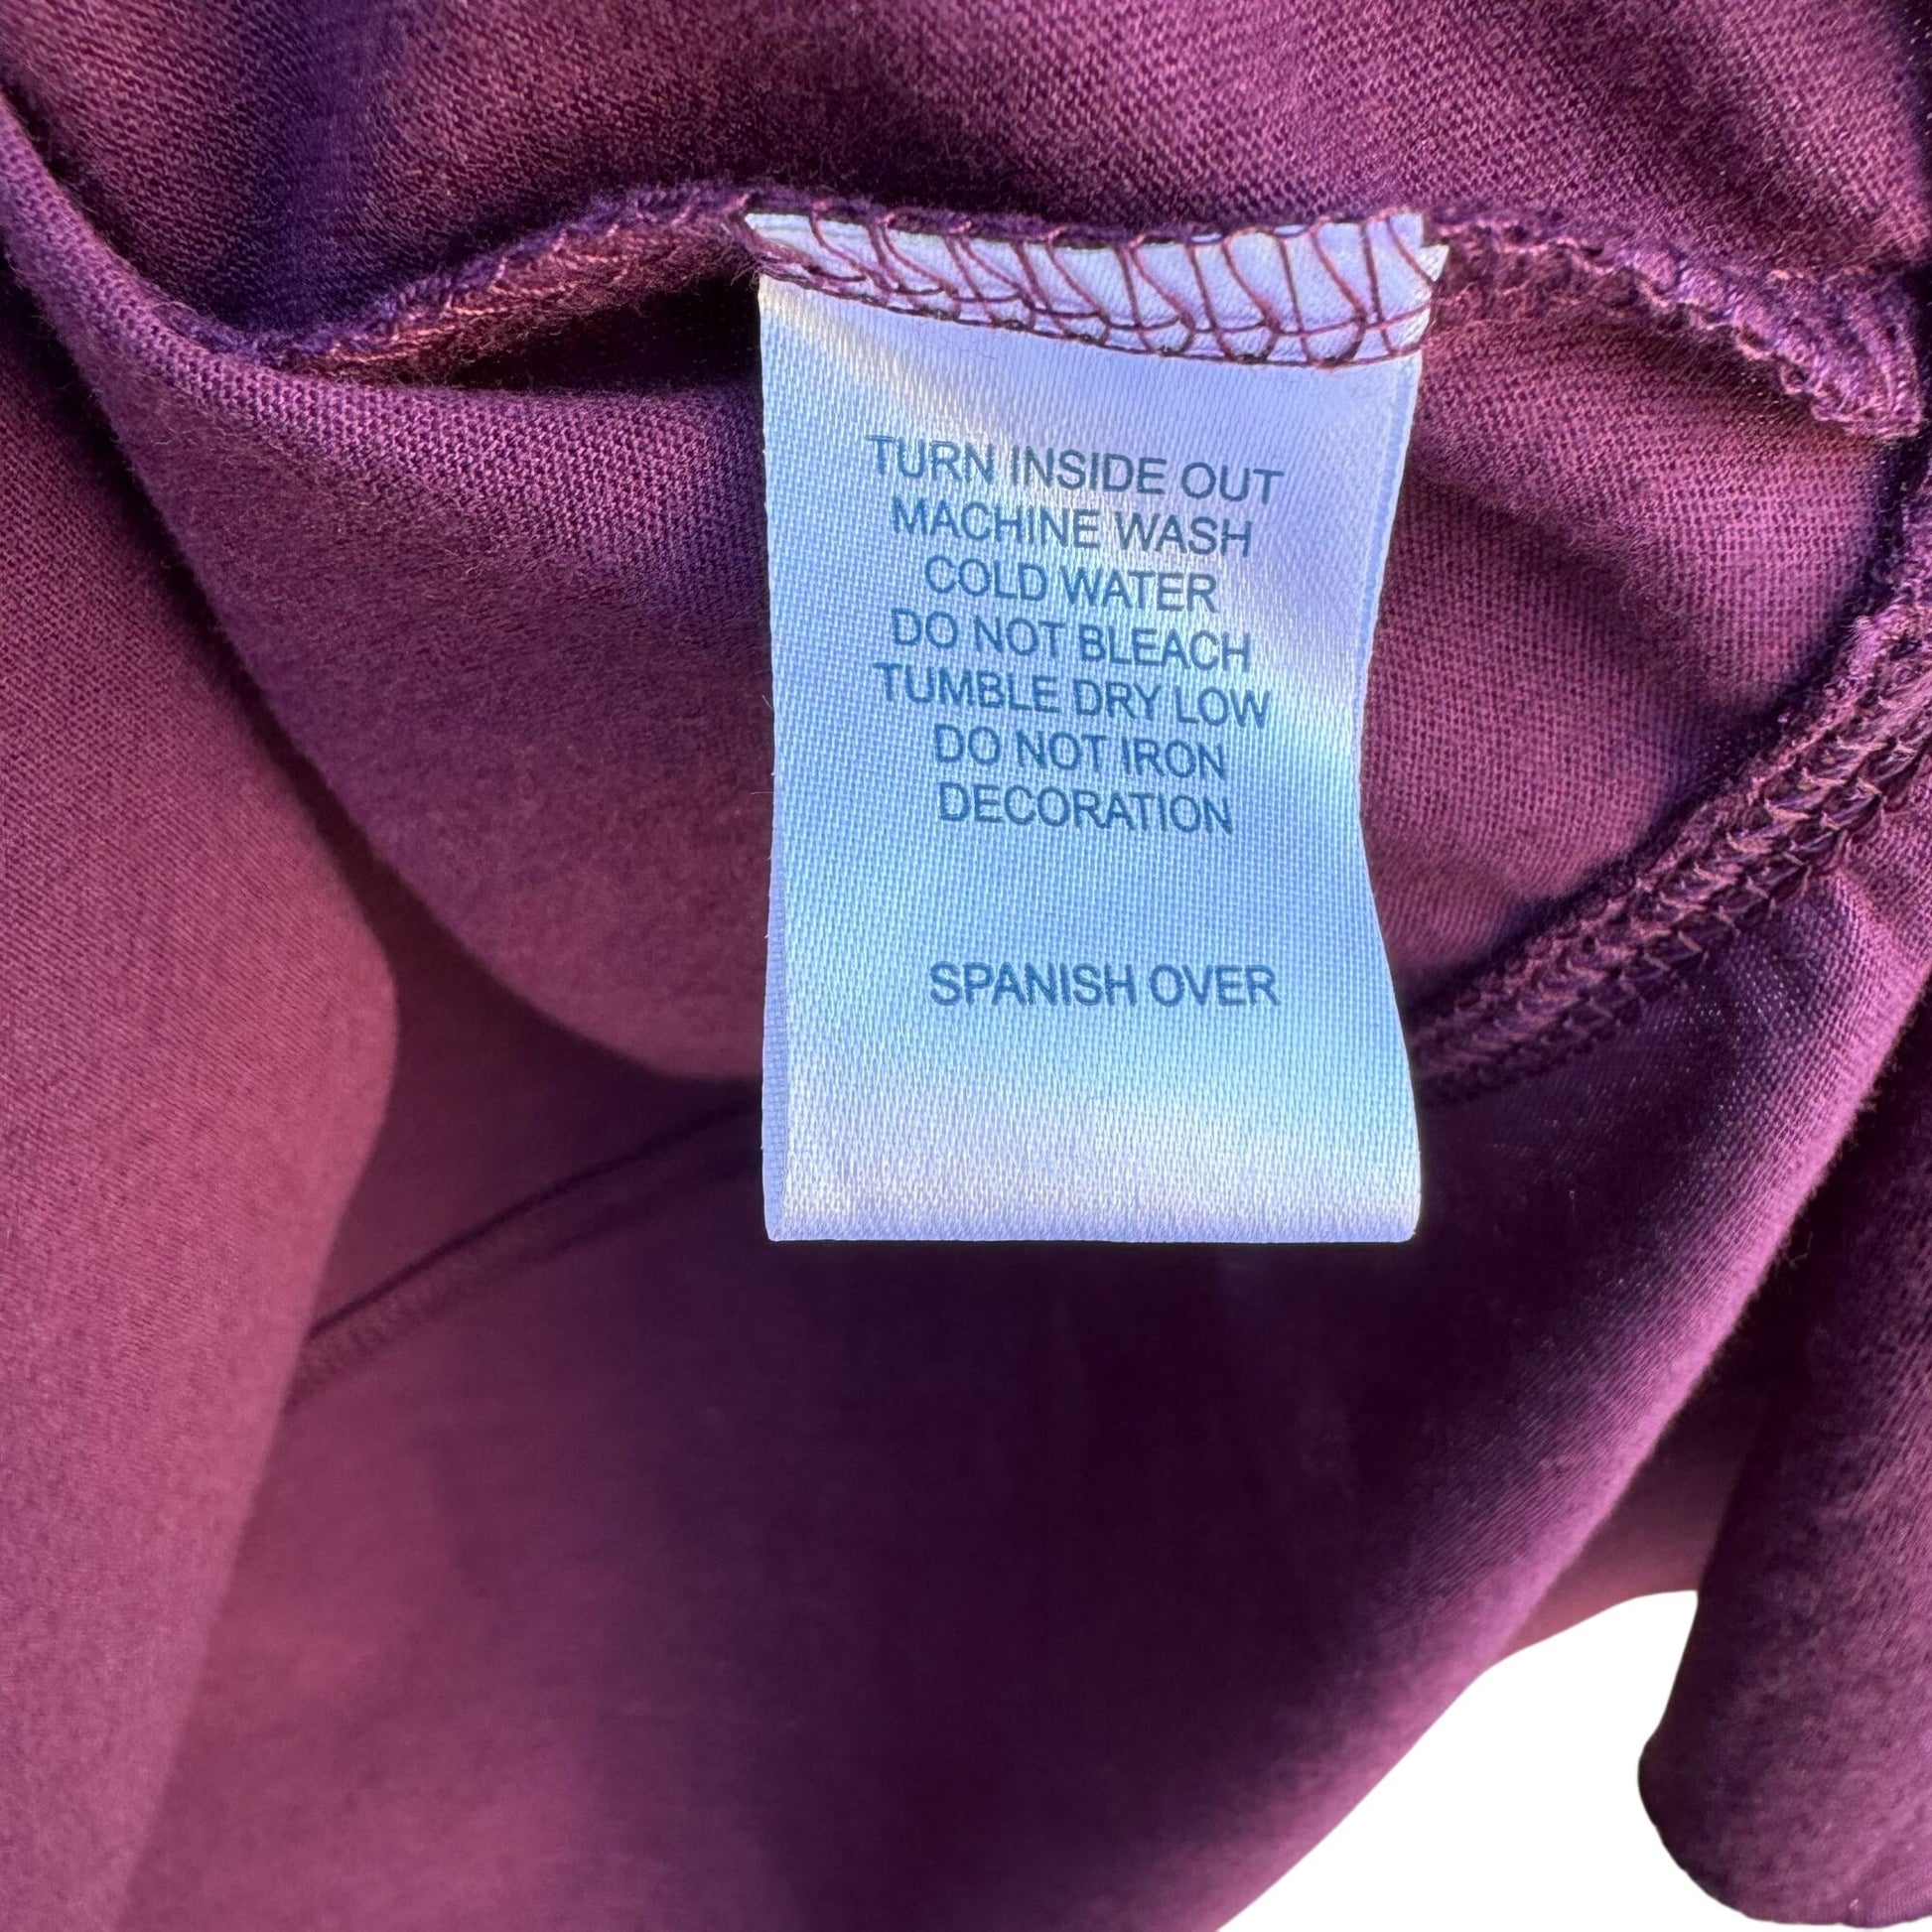 TURN INSIDE OUT
MACHINE WASH
COLD WATER
DO NOT BLEACH
TUMBLE DRY LOW
DO NOT IRON
DECORATION
SPANISH OVER